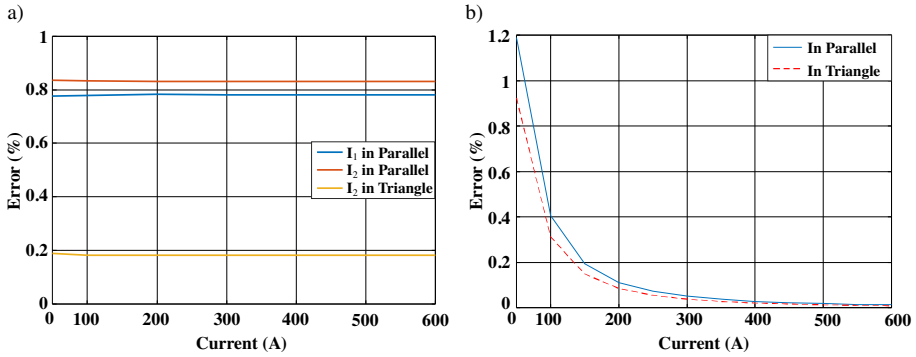 a)
1
0.8
0.6
0.4
0.2
0
Error (%)
0
100
200
300
400
500
600
Current (A)
I₁ in Parallel
I₂ in Parallel
I₂ in Triangle
b)
1.2
1
0.8
0.6
0.4
0.2
0
Error (%)
0
100
200
300
400
500
600
Current (A)
In Parallel
In Triangle